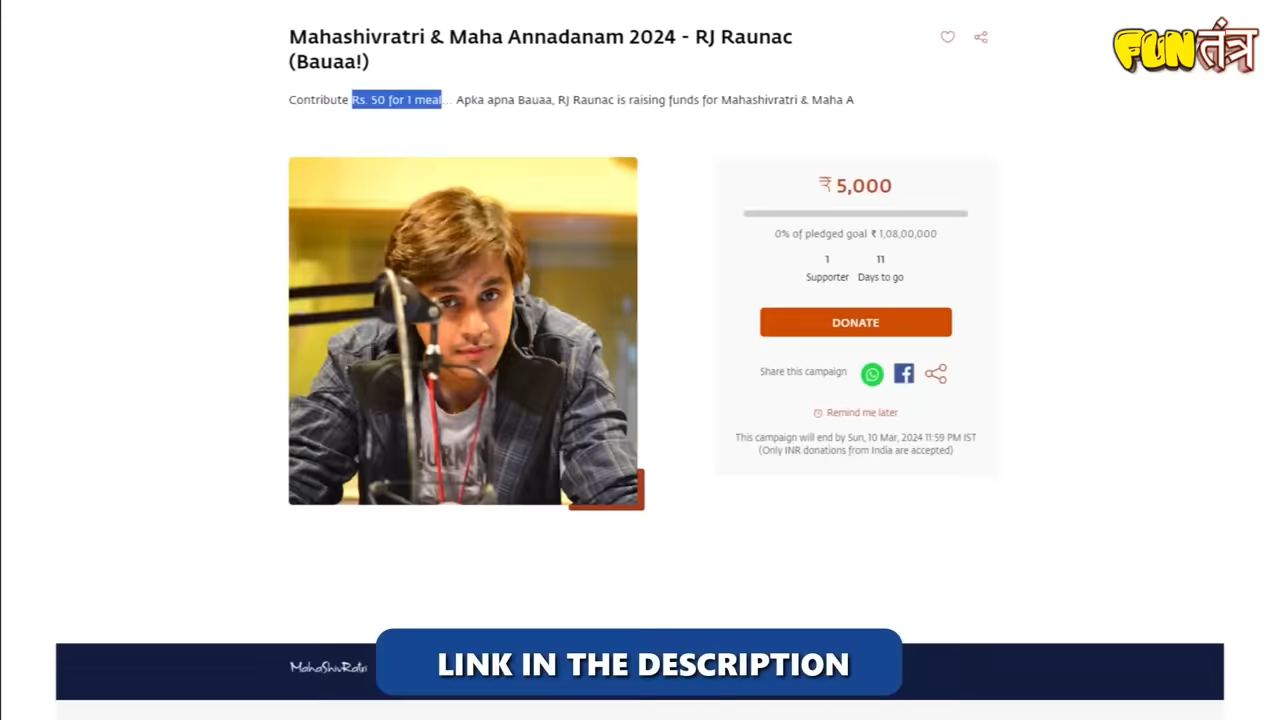 Mahashivratri & Maha Annadanam 2024 - RJ Raunac
(Bauaa!)
FUNतंत्र
Contribute Rs. 50 for 1 meal... Apka apna Bauaa, RJ Raunac is raising funds for Mahashivratri & Maha A
₹ 5,000
0% of pledged goal ₹ 1,08,00,000
1 11
Supporter Days to go
DONATE
Share this campaign
Remind me later
This campaign will end by Sun, 10 Mar, 2024 11:59 PM IST
(Only INR donations from India are accepted)
MahaShivRatri
LINK IN THE DESCRIPTION